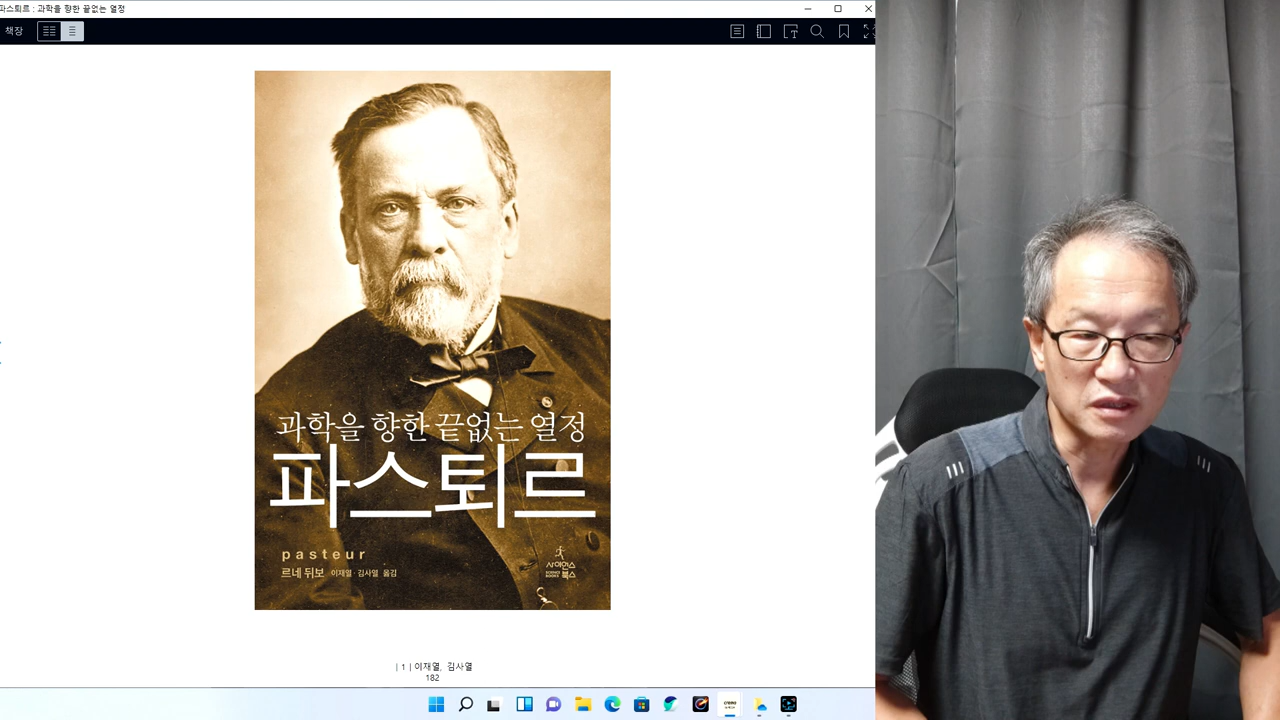 파스퇴르 : 과학을 향한 끝없는 열정
책장
과학을 향한 끝없는 열정
파스퇴르
pasteur
르네 뒤보 이재열·김사열 옮김
사이언스
SCIENCE BOOKS 북스
| 1 | 이재열, 김사열
182